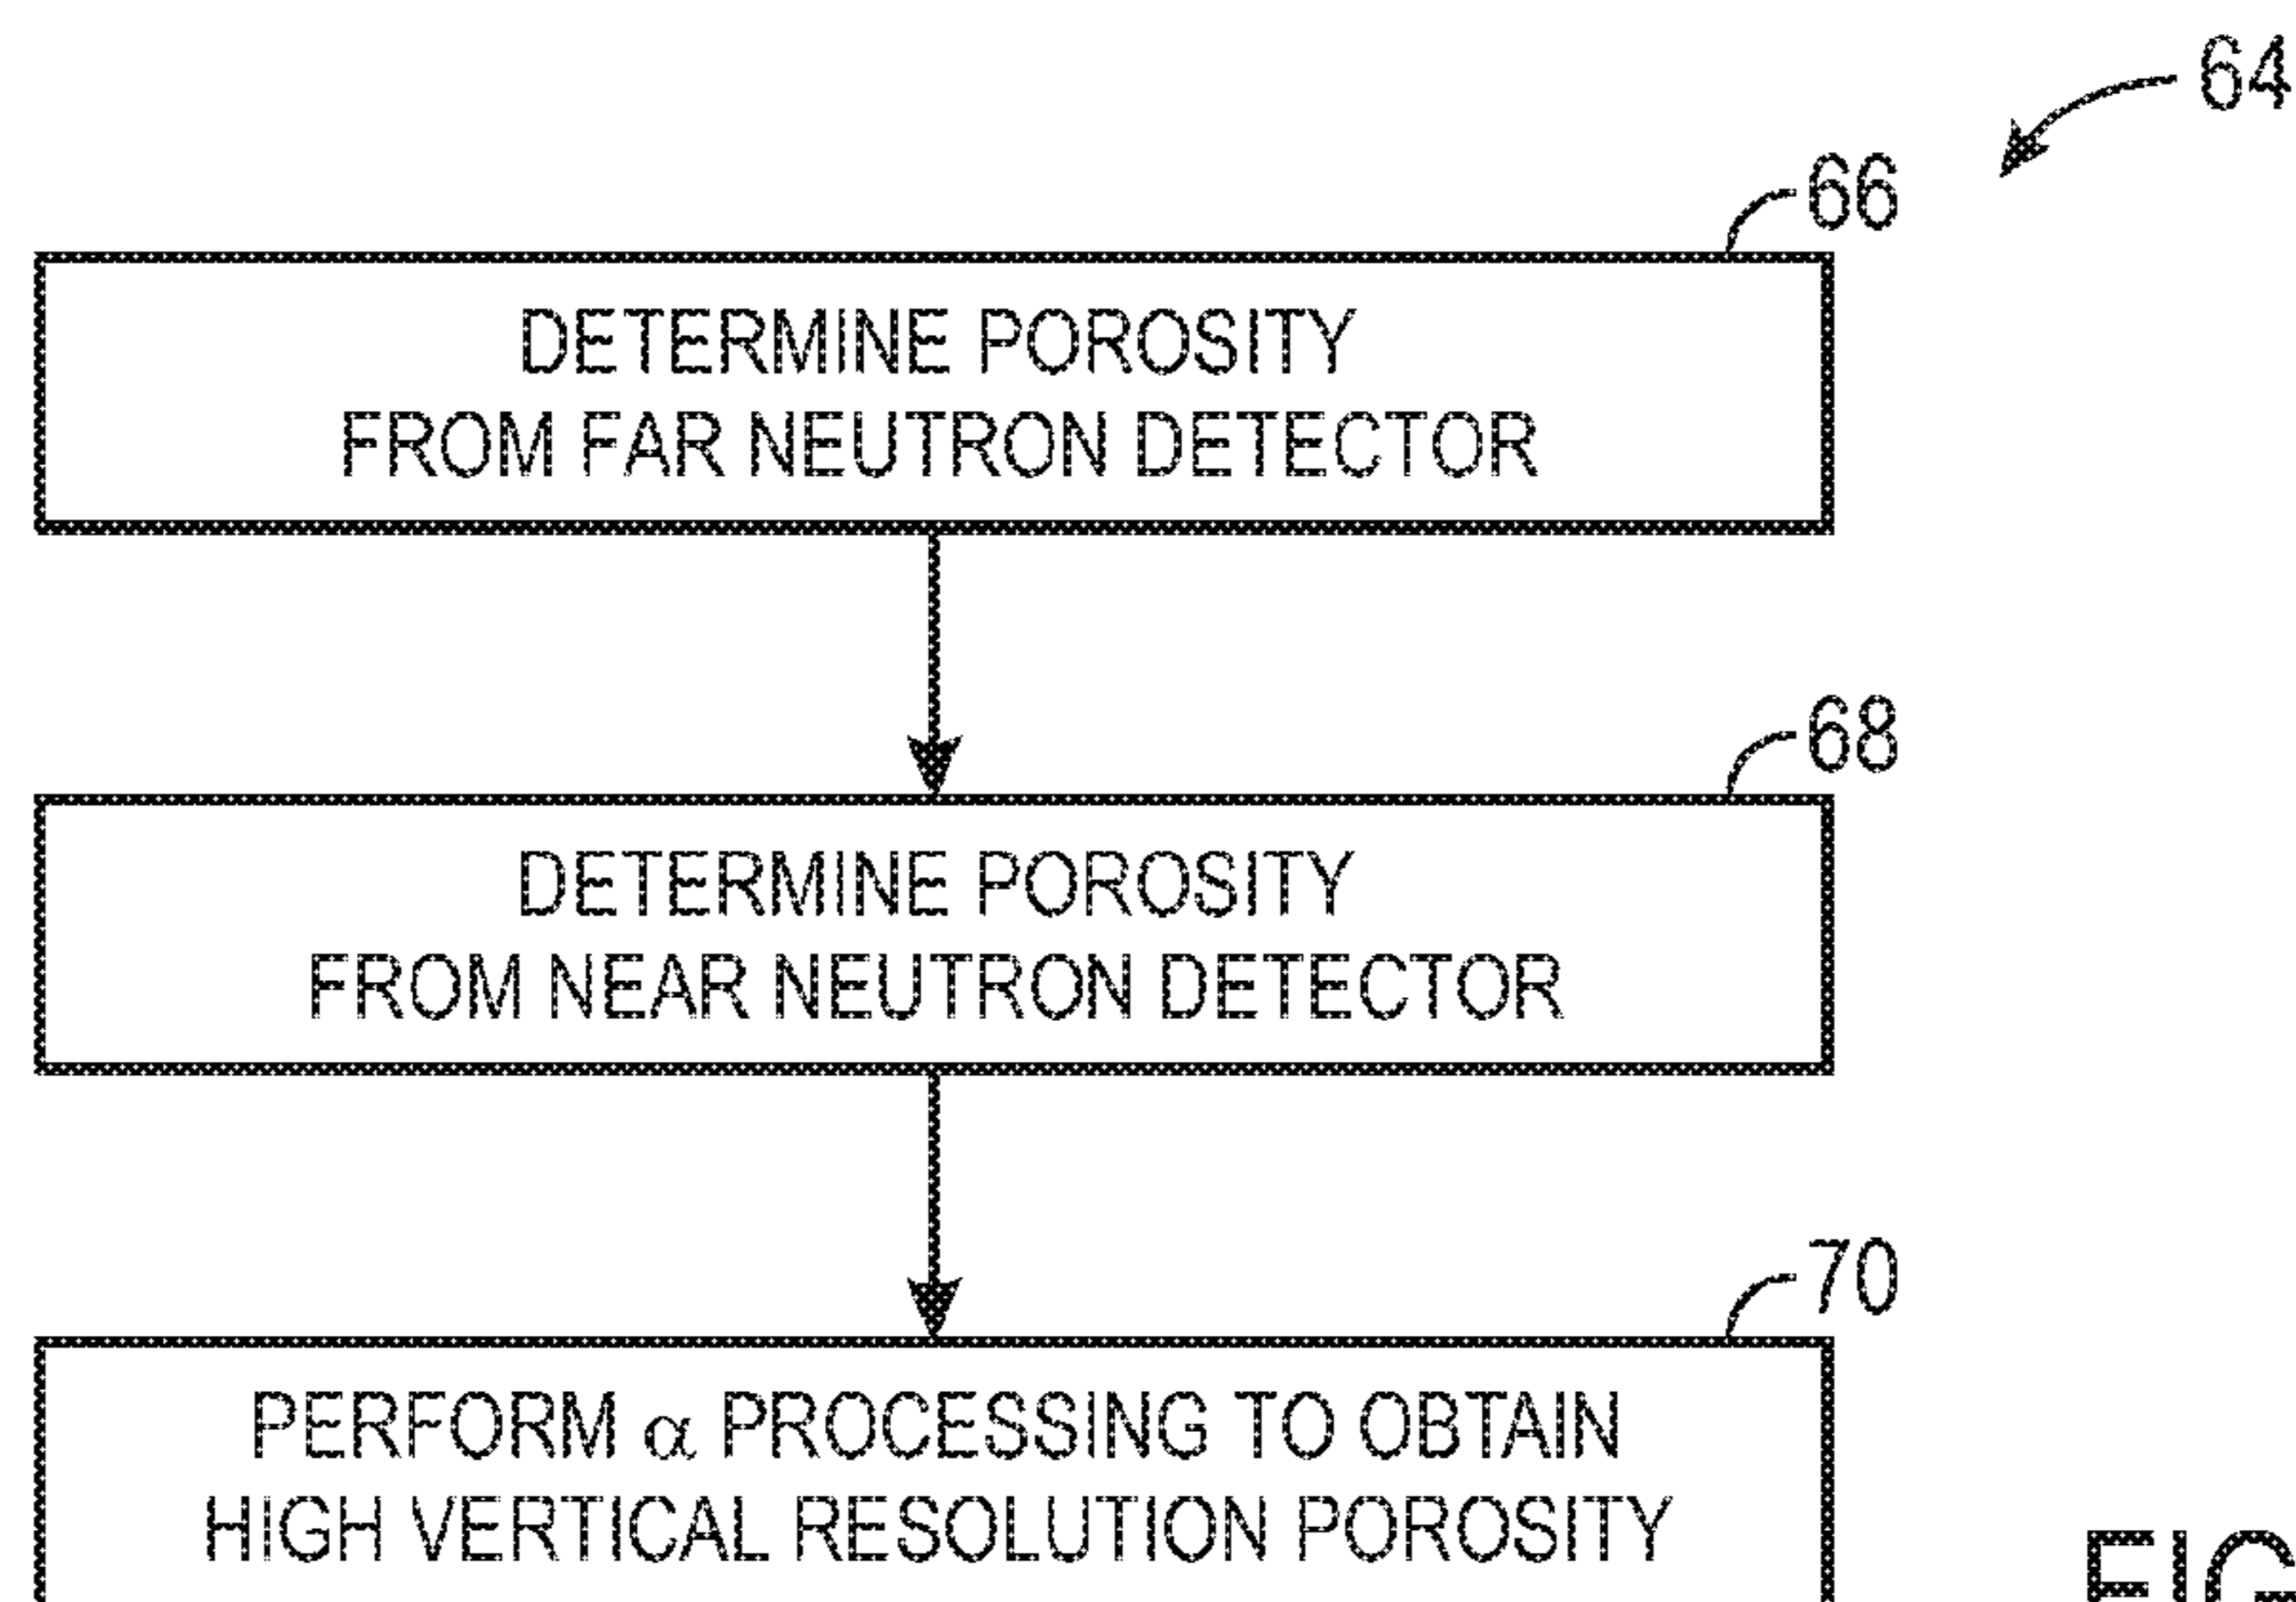 64
66
DETERMINE POROSITY
FROM FAR NEUTRON DETECTOR
68
DETERMINE POROSITY
FROM NEAR NEUTRON DETECTOR
70
PERFORM α PROCESSING TO OBTAIN
HIGH VERTICAL RESOLUTION POROSITY
FIG